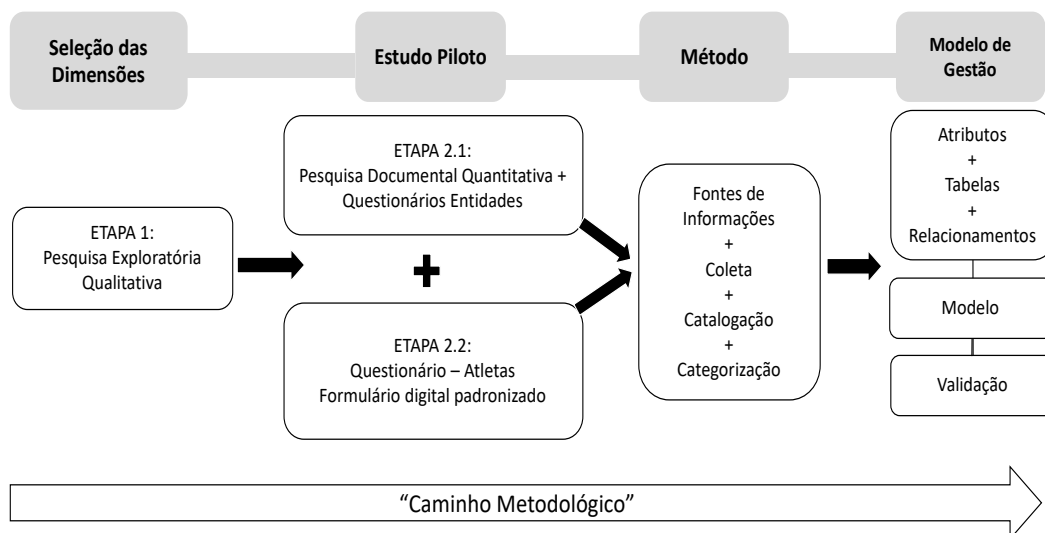 Seleção das
Dimensões
Estudo Piloto
Método
Modelo de
Gestão
ETAPA 1:
Pesquisa Exploratória
Qualitativa
ETAPA 2.1:
Pesquisa Documental Quantitativa +
Questionários Entidades
+
ETAPA 2.2:
Questionário – Atletas
Formulário digital padronizado
Fontes de
Informações
+
Coleta
+
Catalogação
+
Categorização
Atributos
+
Tabelas
+
Relacionamentos
Modelo
Validação
“Caminho Metodológico”